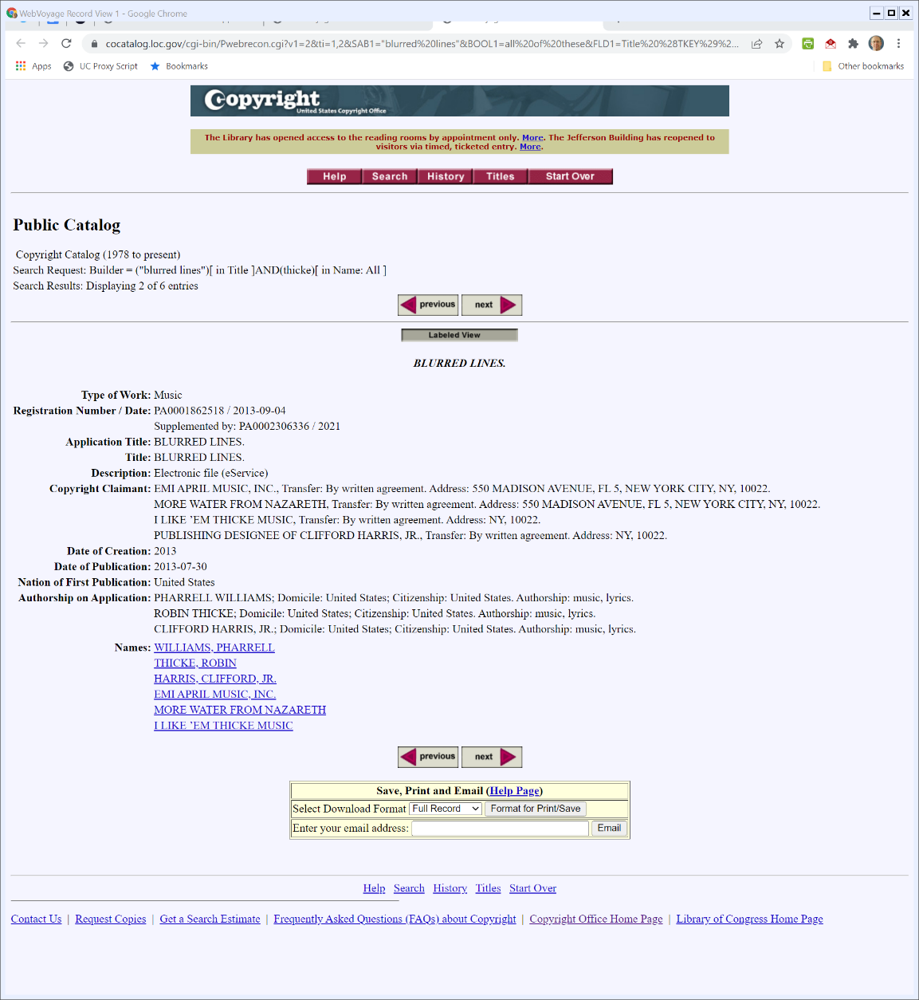 WebVoyage Record View 1 - Google Chrome
cocatalog.loc.gov/cgi-bin/Pwebrecon.cgi?v1=2&ti=1,2&SAB1="blurred%20lines"&BOOL1=all%20of%20these&FLD1=Title%20%28TKEY%29%2...
Apps UC Proxy Script Bookmarks Other bookmarks
Copyright
United States Copyright Office
The Library has opened access to the reading rooms by appointment only. More. The Jefferson Building has reopened to
visitors via timed, ticketed entry. More.
Help Search History Titles Start Over
Public Catalog
Copyright Catalog (1978 to present)
Search Request: Builder = ("blurred lines")[ in Title ]AND(thicke)[ in Name: All ]
Search Results: Displaying 2 of 6 entries
previous next
Labeled View
BLURRED LINES.
Type of Work: Music
Registration Number / Date: PA0001862518 / 2013-09-04
Supplemented by: PA0002306336 / 2021
Application Title: BLURRED LINES.
Title: BLURRED LINES.
Description: Electronic file (eService)
Copyright Claimant: EMI APRIL MUSIC, INC., Transfer: By written agreement. Address: 550 MADISON AVENUE, FL 5, NEW YORK CITY, NY, 10022.
MORE WATER FROM NAZARETH, Transfer: By written agreement. Address: 550 MADISON AVENUE, FL 5, NEW YORK CITY, NY, 10022.
I LIKE ’EM THICKE MUSIC, Transfer: By written agreement. Address: NY, 10022.
PUBLISHING DESIGNEE OF CLIFFORD HARRIS, JR., Transfer: By written agreement. Address: NY, 10022.
Date of Creation: 2013
Date of Publication: 2013-07-30
Nation of First Publication: United States
Authorship on Application: PHARRELL WILLIAMS; Domicile: United States; Citizenship: United States. Authorship: music, lyrics.
ROBIN THICKE; Domicile: United States; Citizenship: United States. Authorship: music, lyrics.
CLIFFORD HARRIS, JR.; Domicile: United States; Citizenship: United States. Authorship: music, lyrics.
Names: WILLIAMS, PHARRELL
THICKE, ROBIN
HARRIS, CLIFFORD, JR.
EMI APRIL MUSIC, INC.
MORE WATER FROM NAZARETH
I LIKE ’EM THICKE MUSIC
previous next
Save, Print and Email (Help Page)
Select Download Format Full Record Format for Print/Save
Enter your email address: Email
Help Search History Titles Start Over
Contact Us | Request Copies | Get a Search Estimate | Frequently Asked Questions (FAQs) about Copyright | Copyright Office Home Page | Library of Congress Home Page